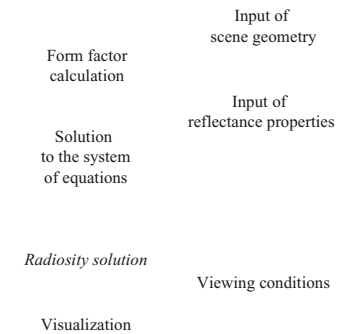 Input of
scene geometry
Form factor
calculation
Input of
reflectance properties
Solution
to the system
of equations
Radiosity solution
Viewing conditions
Visualization